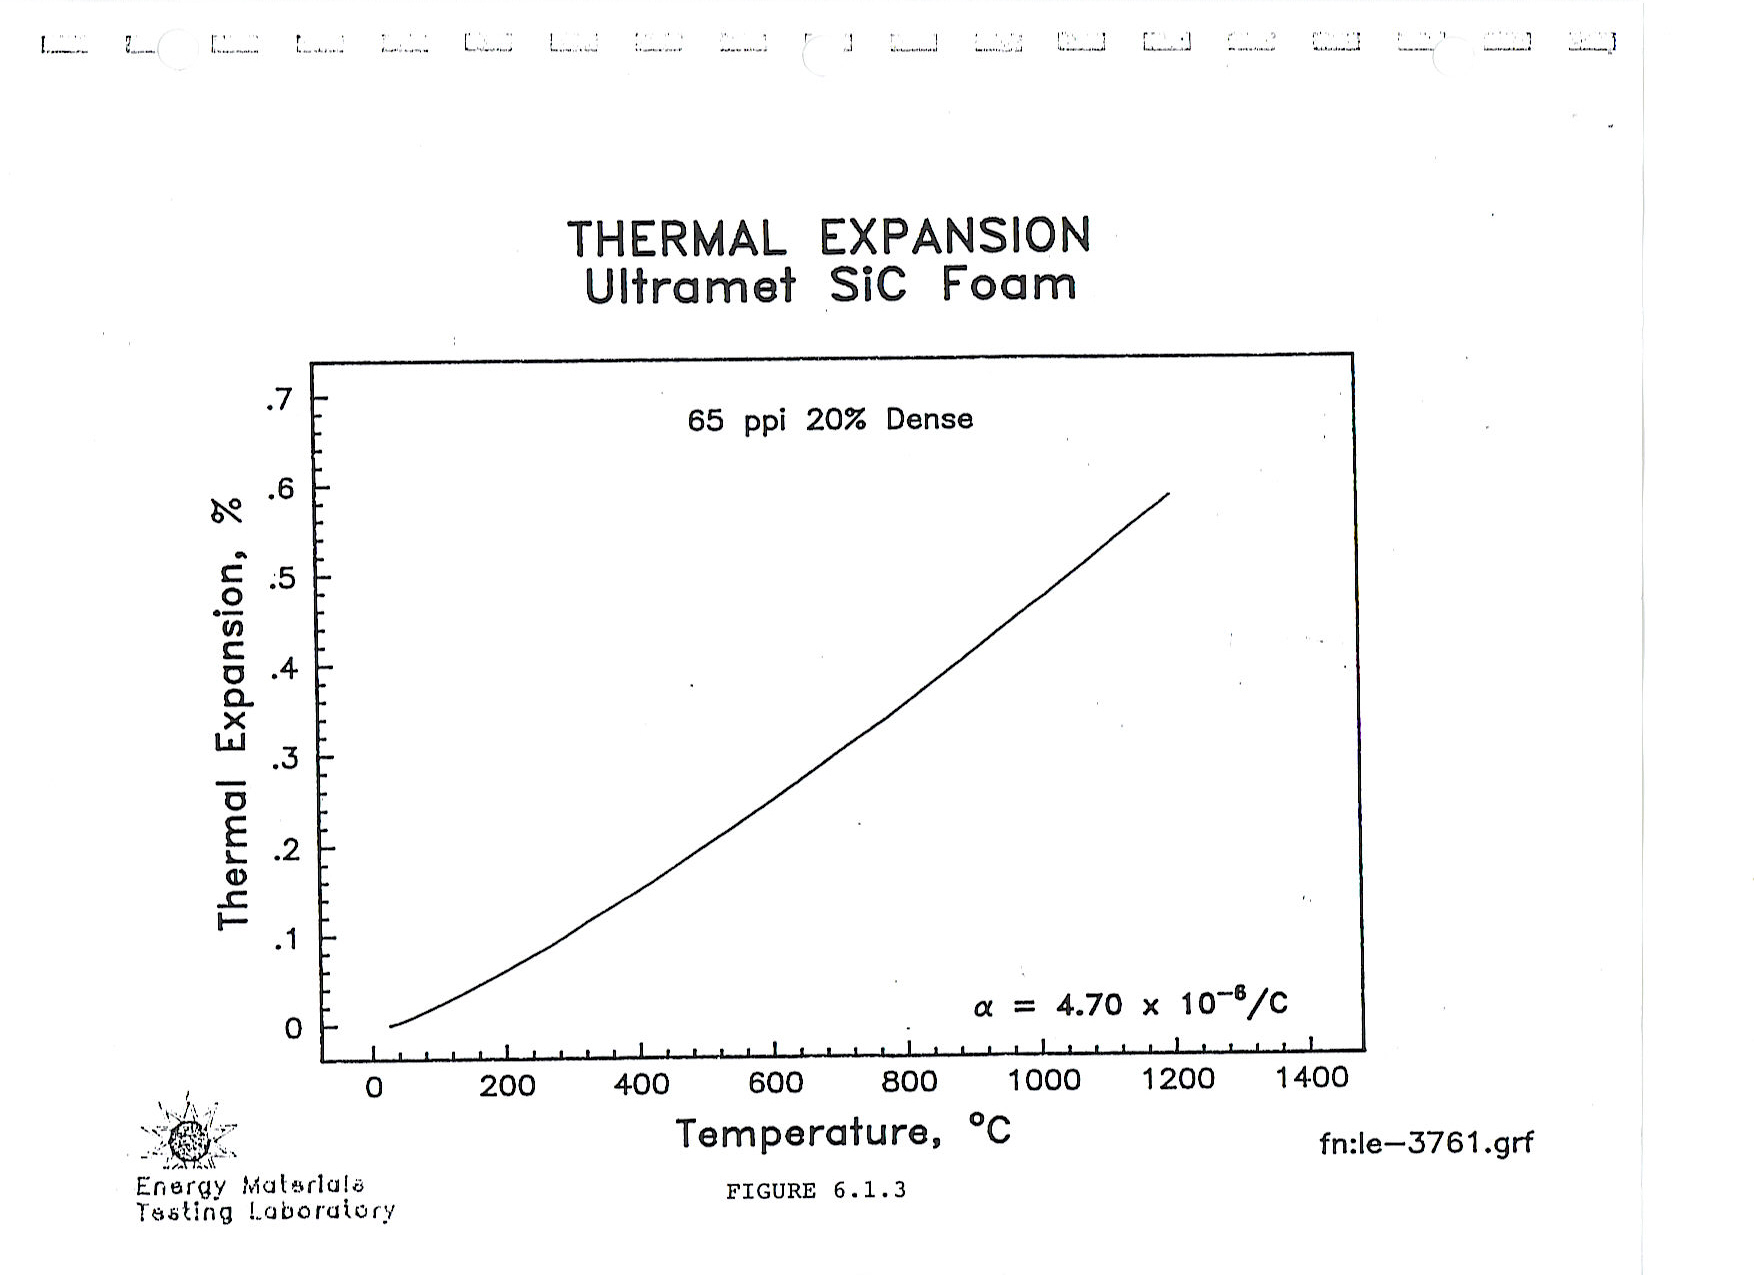 THERMAL EXPANSION
Ultramet SiC Foam
65 ppi 20% Dense
.7
.6
.5
.4
.3
.2
.1
0
Thermal Expansion, %
α = 4.70 x 10⁻⁶/C
0 200 400 600 800 1000 1200 1400
Temperature, °C
fn:le-3761.grf
Energy Materials
Testing Laboratory
FIGURE 6.1.3